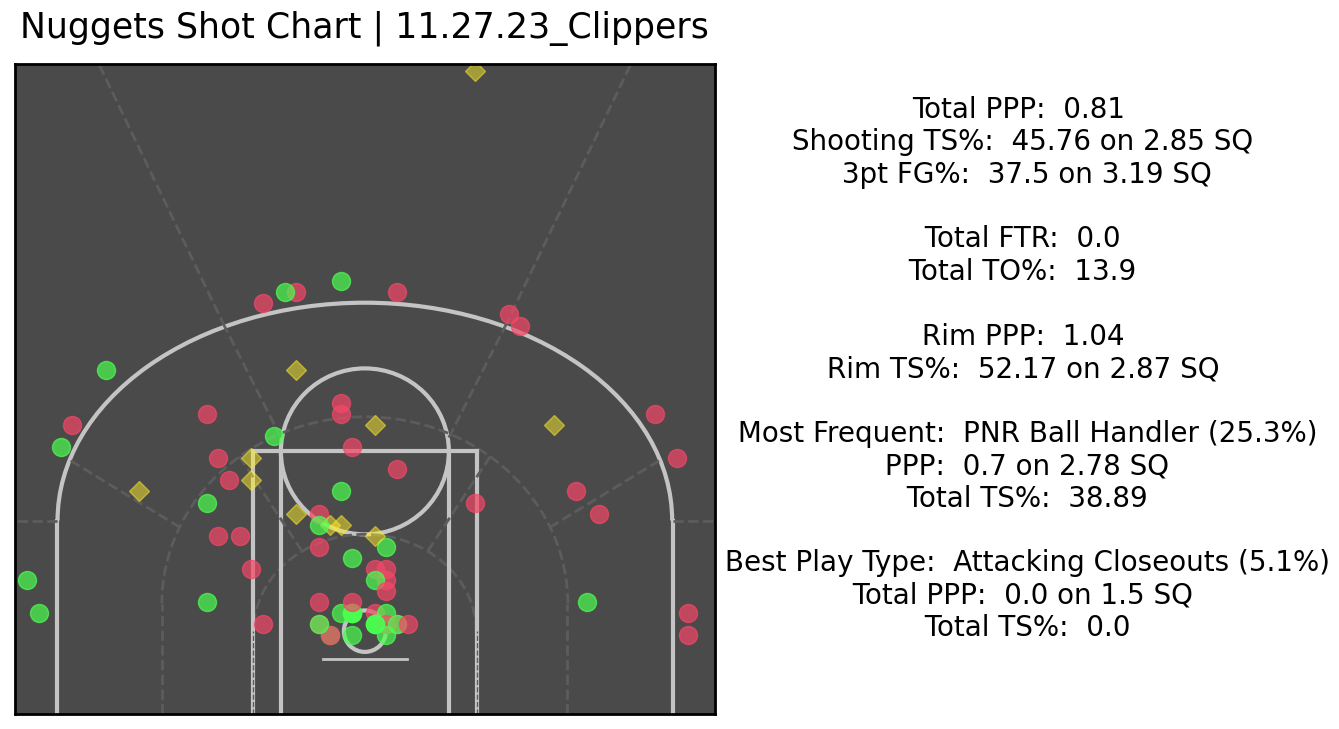 Nuggets Shot Chart | 11.27.23_Clippers
Total PPP: 0.81
Shooting TS%: 45.76 on 2.85 SQ
3pt FG%: 37.5 on 3.19 SQ
Total FTR: 0.0
Total TO%: 13.9
Rim PPP: 1.04
Rim TS%: 52.17 on 2.87 SQ
Most Frequent: PNR Ball Handler (25.3%)
PPP: 0.7 on 2.78 SQ
Total TS%: 38.89
Best Play Type: Attacking Closeouts (5.1%)
Total PPP: 0.0 on 1.5 SQ
Total TS%: 0.0